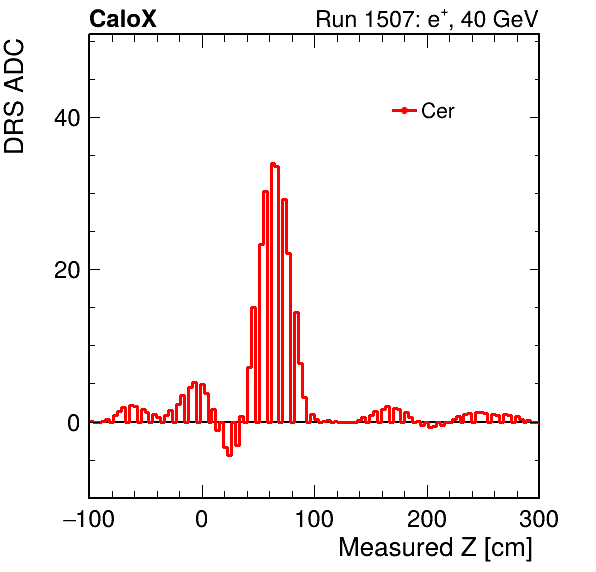 CaloX Run 1507: e⁺, 40 GeV
DRS ADC
Cer
40
20
0
−100 0 100 200 300
Measured Z [cm]